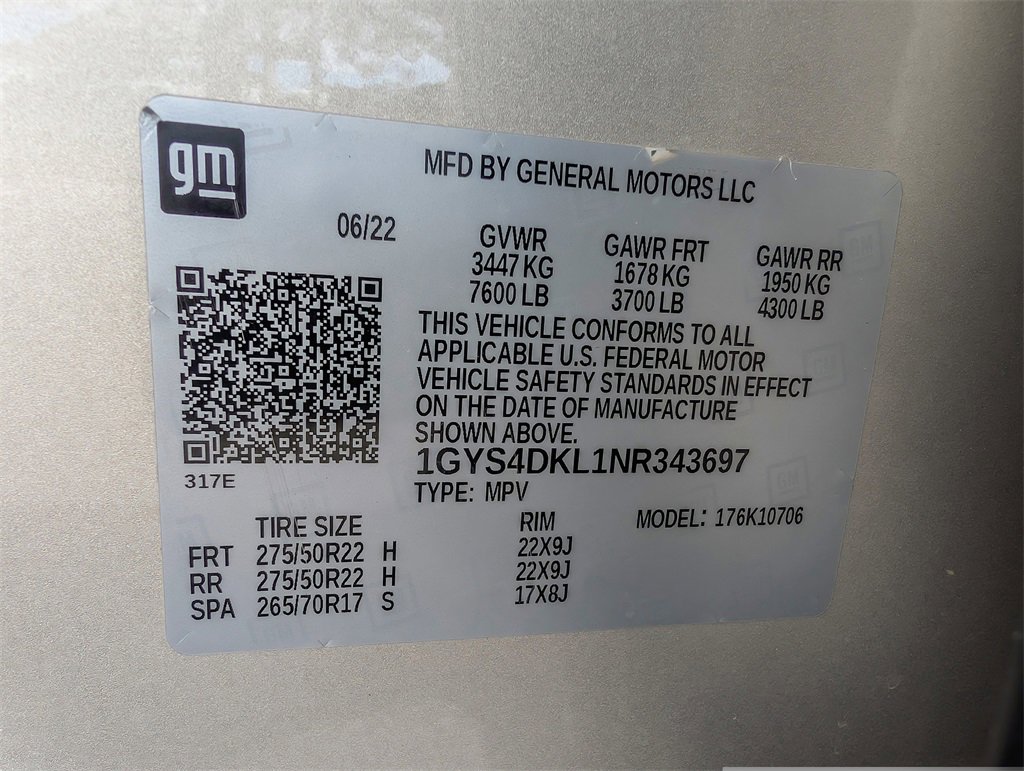 gm
MFD BY GENERAL MOTORS LLC
06/22
GVWR GAWR FRT GAWR RR
3447 KG 1678 KG 1950 KG
7600 LB 3700 LB 4300 LB
THIS VEHICLE CONFORMS TO ALL
APPLICABLE U.S. FEDERAL MOTOR
VEHICLE SAFETY STANDARDS IN EFFECT
ON THE DATE OF MANUFACTURE
SHOWN ABOVE.
1GYS4DKL1NR343697
317E
TYPE: MPV
TIRE SIZE RIM MODEL: 176K10706
FRT 275/50R22 H 22X9J
RR 275/50R22 H 22X9J
SPA 265/70R17 S 17X8J